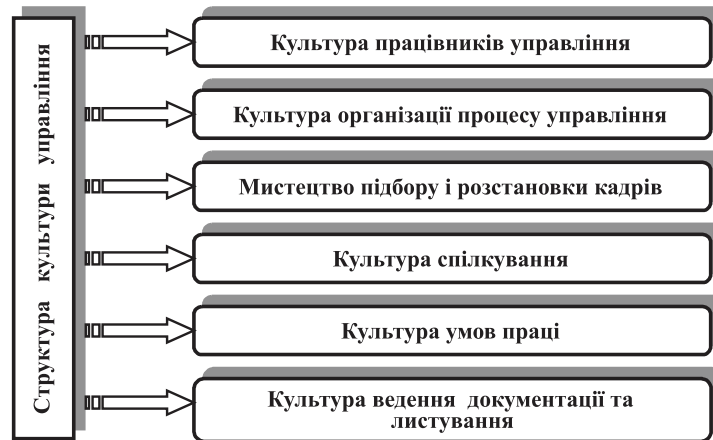 Структура культури управління
Культура працівників управління
Культура організації процесу управління
Мистецтво підбору і розстановки кадрів
Культура спілкування
Культура умов праці
Культура ведення документації та
листування